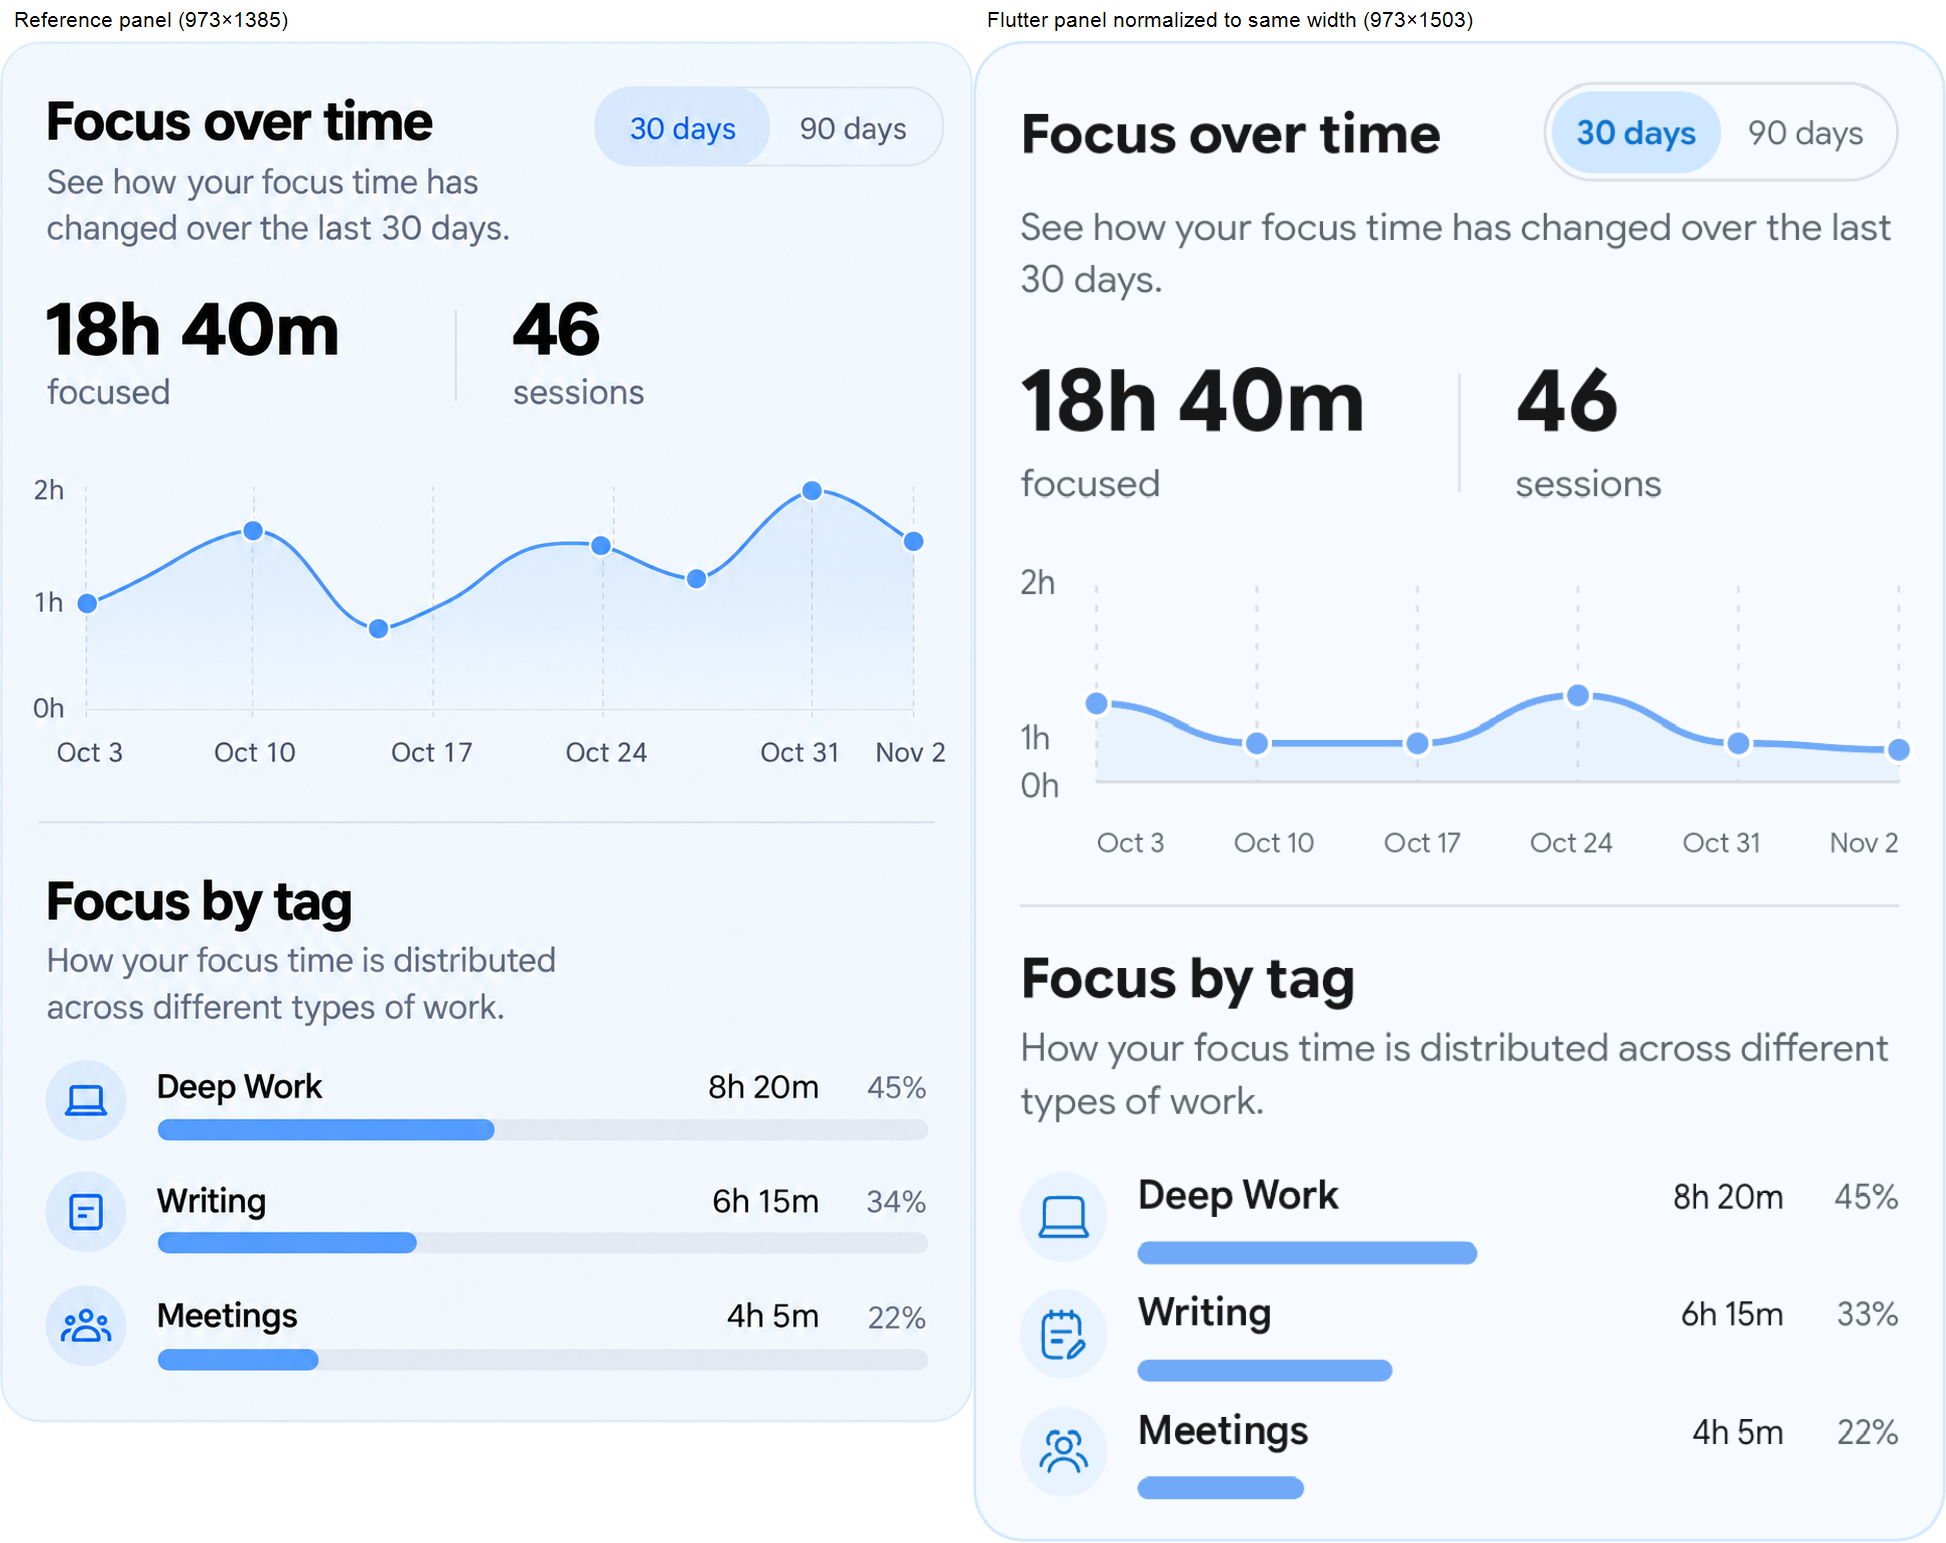 Reference panel (973×1385)
Focus over time
30 days
90 days
See how your focus time has
changed over the last 30 days.
18h 40m
focused
46
sessions
2h
1h
0h
Oct 3
Oct 10
Oct 17
Oct 24
Oct 31
Nov 2
Focus by tag
How your focus time is distributed
across different types of work.
Deep Work
8h 20m
45%
Writing
6h 15m
34%
Meetings
4h 5m
22%
Flutter panel normalized to same width (973×1503)
Focus over time
30 days
90 days
See how your focus time has changed over the last
30 days.
18h 40m
focused
46
sessions
2h
1h
0h
Oct 3
Oct 10
Oct 17
Oct 24
Oct 31
Nov 2
Focus by tag
How your focus time is distributed across different
types of work.
Deep Work
8h 20m
45%
Writing
6h 15m
33%
Meetings
4h 5m
22%